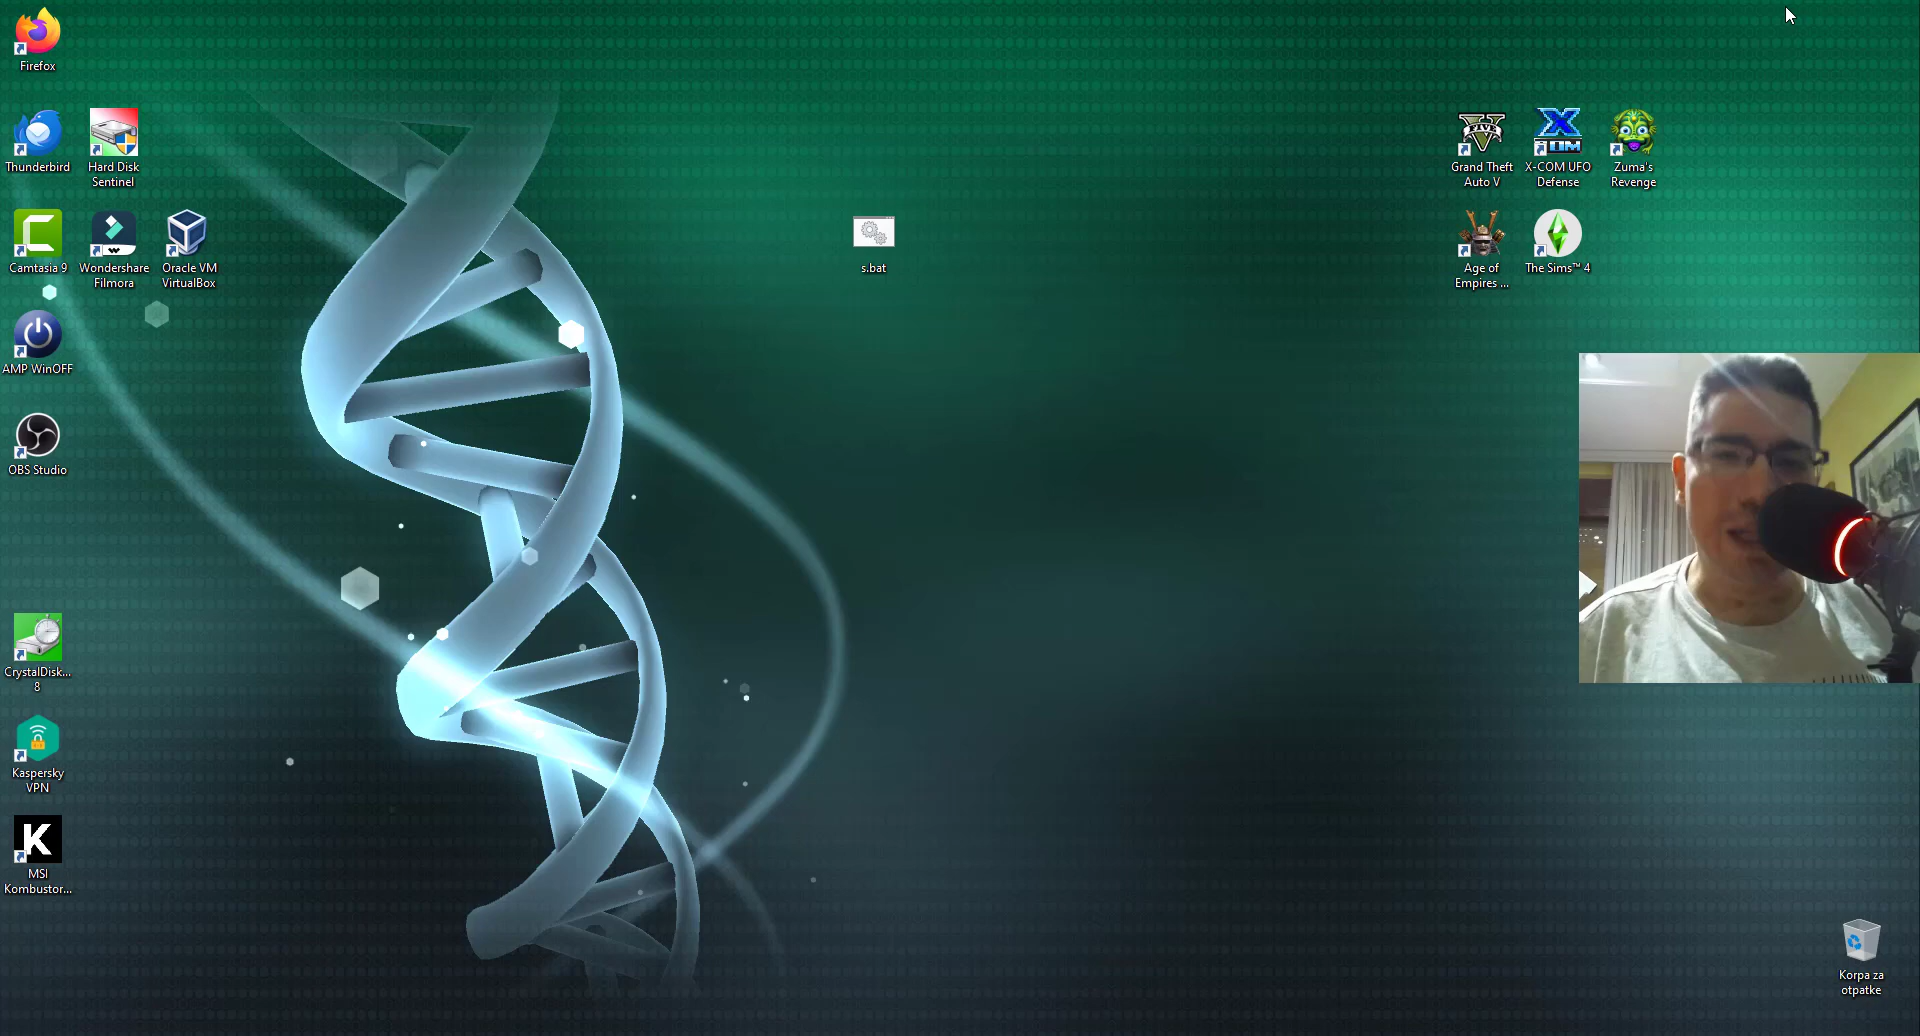 Firefox
Thunderbird
Hard Disk
Sentinel
Camtasia 9
Wondershare
Filmora
Oracle VM
VirtualBox
AMP WinOFF
OBS Studio
CrystalDisk...
8
Kaspersky
VPN
K
MSI
Kombustor...
s.bat
V
FIVE
Grand Theft
Auto V
X
COM
X-COM UFO
Defense
Zuma's
Revenge
Age of
Empires ...
The Sims™ 4
Korpa za
otpatke